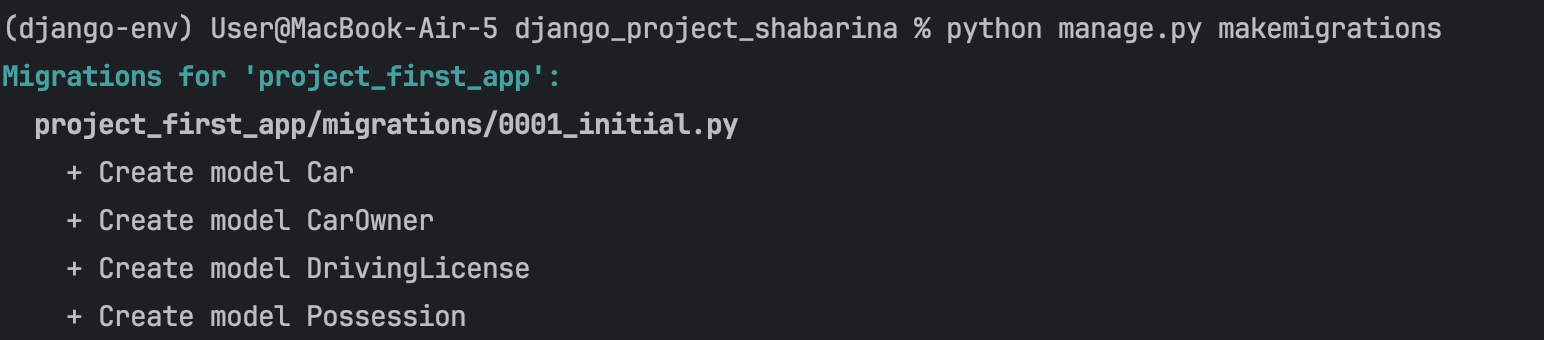 (django-env) User@MacBook-Air-5 django_project_shabarina % python manage.py makemigrations
Migrations for 'project_first_app':
  project_first_app/migrations/0001_initial.py
    + Create model Car
    + Create model CarOwner
    + Create model DrivingLicense
    + Create model Possession